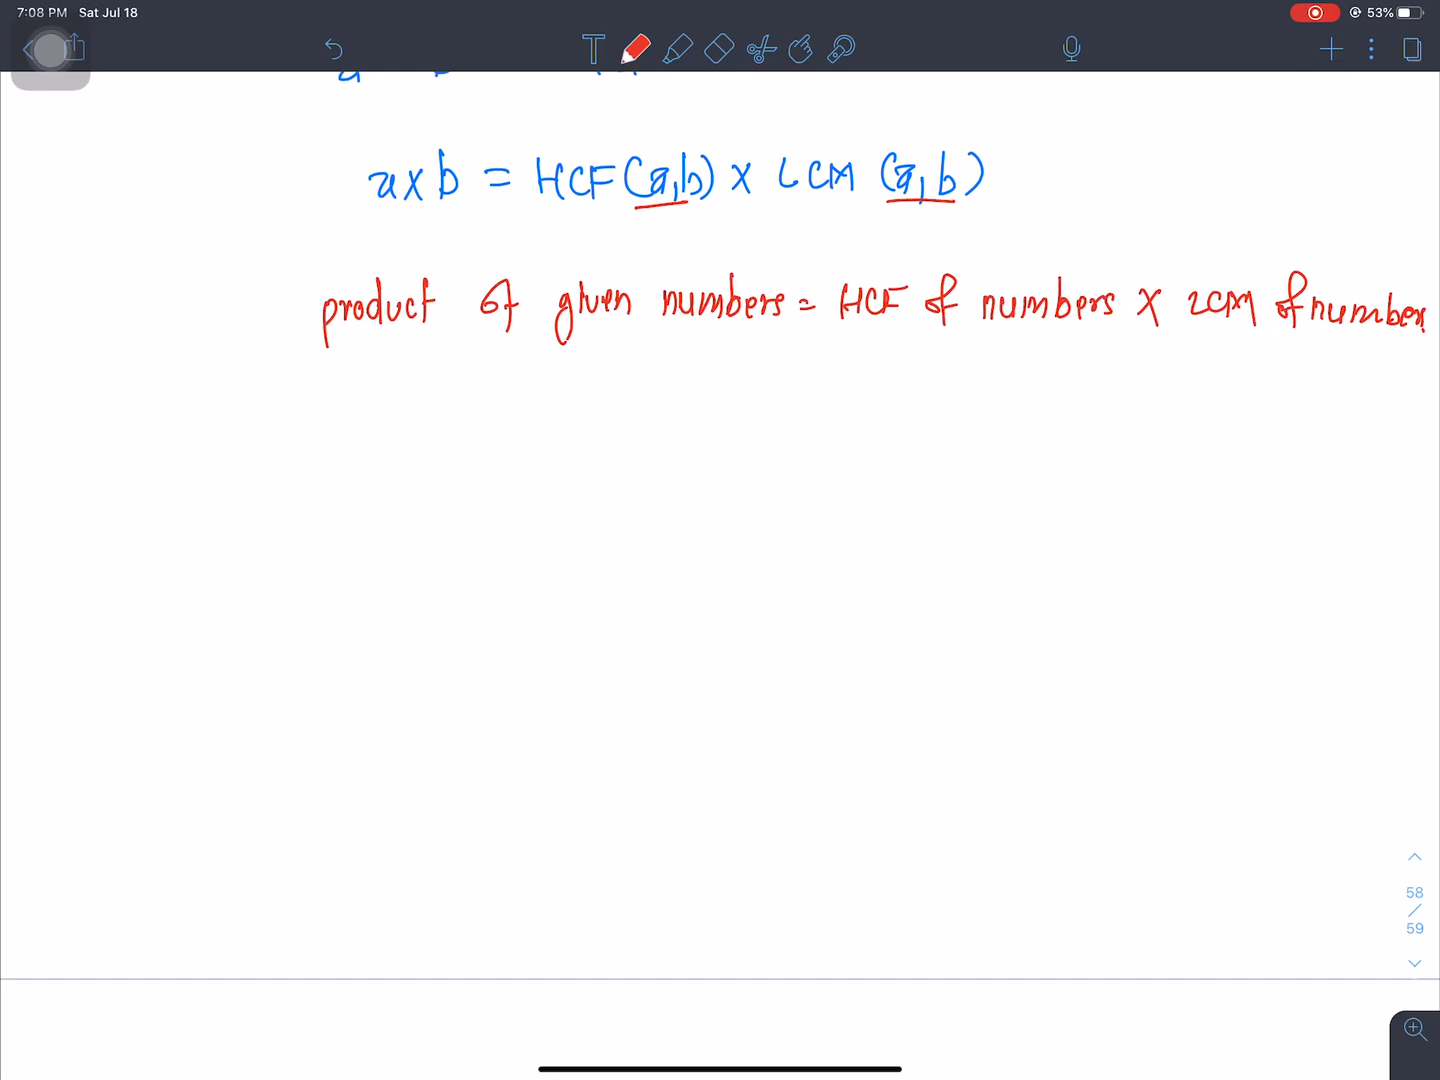 7:08 PM Sat Jul 18
53%
T
a×b = HCF(a,b) × LCM (a,b)
product of given numbers = HCF of numbers × LCM of numbers
58
/
59